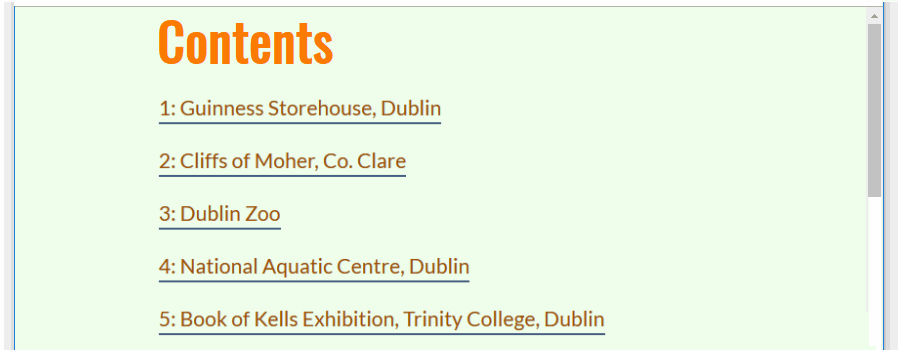 Contents
1: Guinness Storehouse, Dublin
2: Cliffs of Moher, Co. Clare
3: Dublin Zoo
4: National Aquatic Centre, Dublin
5: Book of Kells Exhibition, Trinity College, Dublin